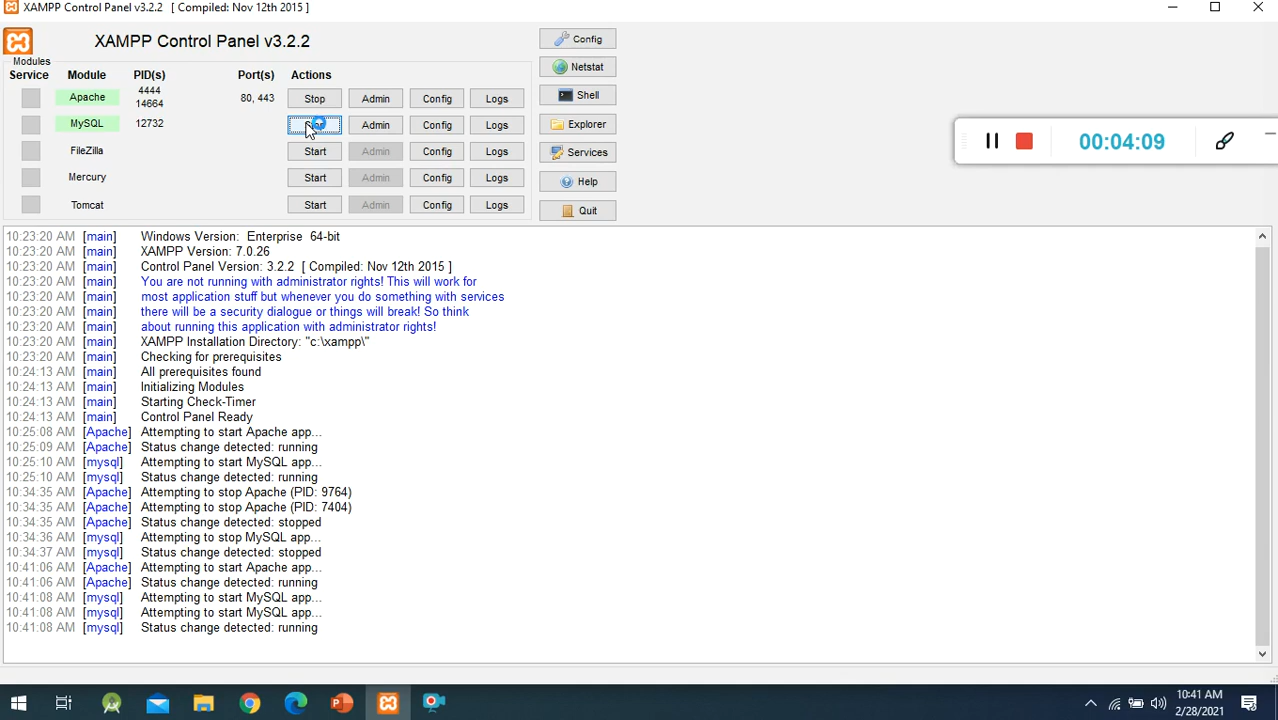 XAMPP Control Panel v3.2.2 [ Compiled: Nov 12th 2015 ]
XAMPP Control Panel v3.2.2
Config
Modules
Service Module PID(s) Port(s) Actions
Netstat
Apache 4444 14664 80, 443 Stop Admin Config Logs
Shell
MySQL 12732 Admin Config Logs
Explorer
FileZilla Start Admin Config Logs
Services
Mercury Start Admin Config Logs
Help
Tomcat Start Admin Config Logs
Quit
00:04:09
10:23:20 AM [main] Windows Version: Enterprise 64-bit
10:23:20 AM [main] XAMPP Version: 7.0.26
10:23:20 AM [main] Control Panel Version: 3.2.2 [ Compiled: Nov 12th 2015 ]
10:23:20 AM [main] You are not running with administrator rights! This will work for
10:23:20 AM [main] most application stuff but whenever you do something with services
10:23:20 AM [main] there will be a security dialogue or things will break! So think
10:23:20 AM [main] about running this application with administrator rights!
10:23:20 AM [main] XAMPP Installation Directory: "c:\xampp\"
10:23:20 AM [main] Checking for prerequisites
10:24:13 AM [main] All prerequisites found
10:24:13 AM [main] Initializing Modules
10:24:13 AM [main] Starting Check-Timer
10:24:13 AM [main] Control Panel Ready
10:25:08 AM [Apache] Attempting to start Apache app...
10:25:09 AM [Apache] Status change detected: running
10:25:10 AM [mysql] Attempting to start MySQL app...
10:25:10 AM [mysql] Status change detected: running
10:34:35 AM [Apache] Attempting to stop Apache (PID: 9764)
10:34:35 AM [Apache] Attempting to stop Apache (PID: 7404)
10:34:35 AM [Apache] Status change detected: stopped
10:34:36 AM [mysql] Attempting to stop MySQL app...
10:34:37 AM [mysql] Status change detected: stopped
10:41:06 AM [Apache] Attempting to start Apache app...
10:41:06 AM [Apache] Status change detected: running
10:41:08 AM [mysql] Attempting to start MySQL app...
10:41:08 AM [mysql] Attempting to start MySQL app...
10:41:08 AM [mysql] Status change detected: running
10:41 AM
2/28/2021